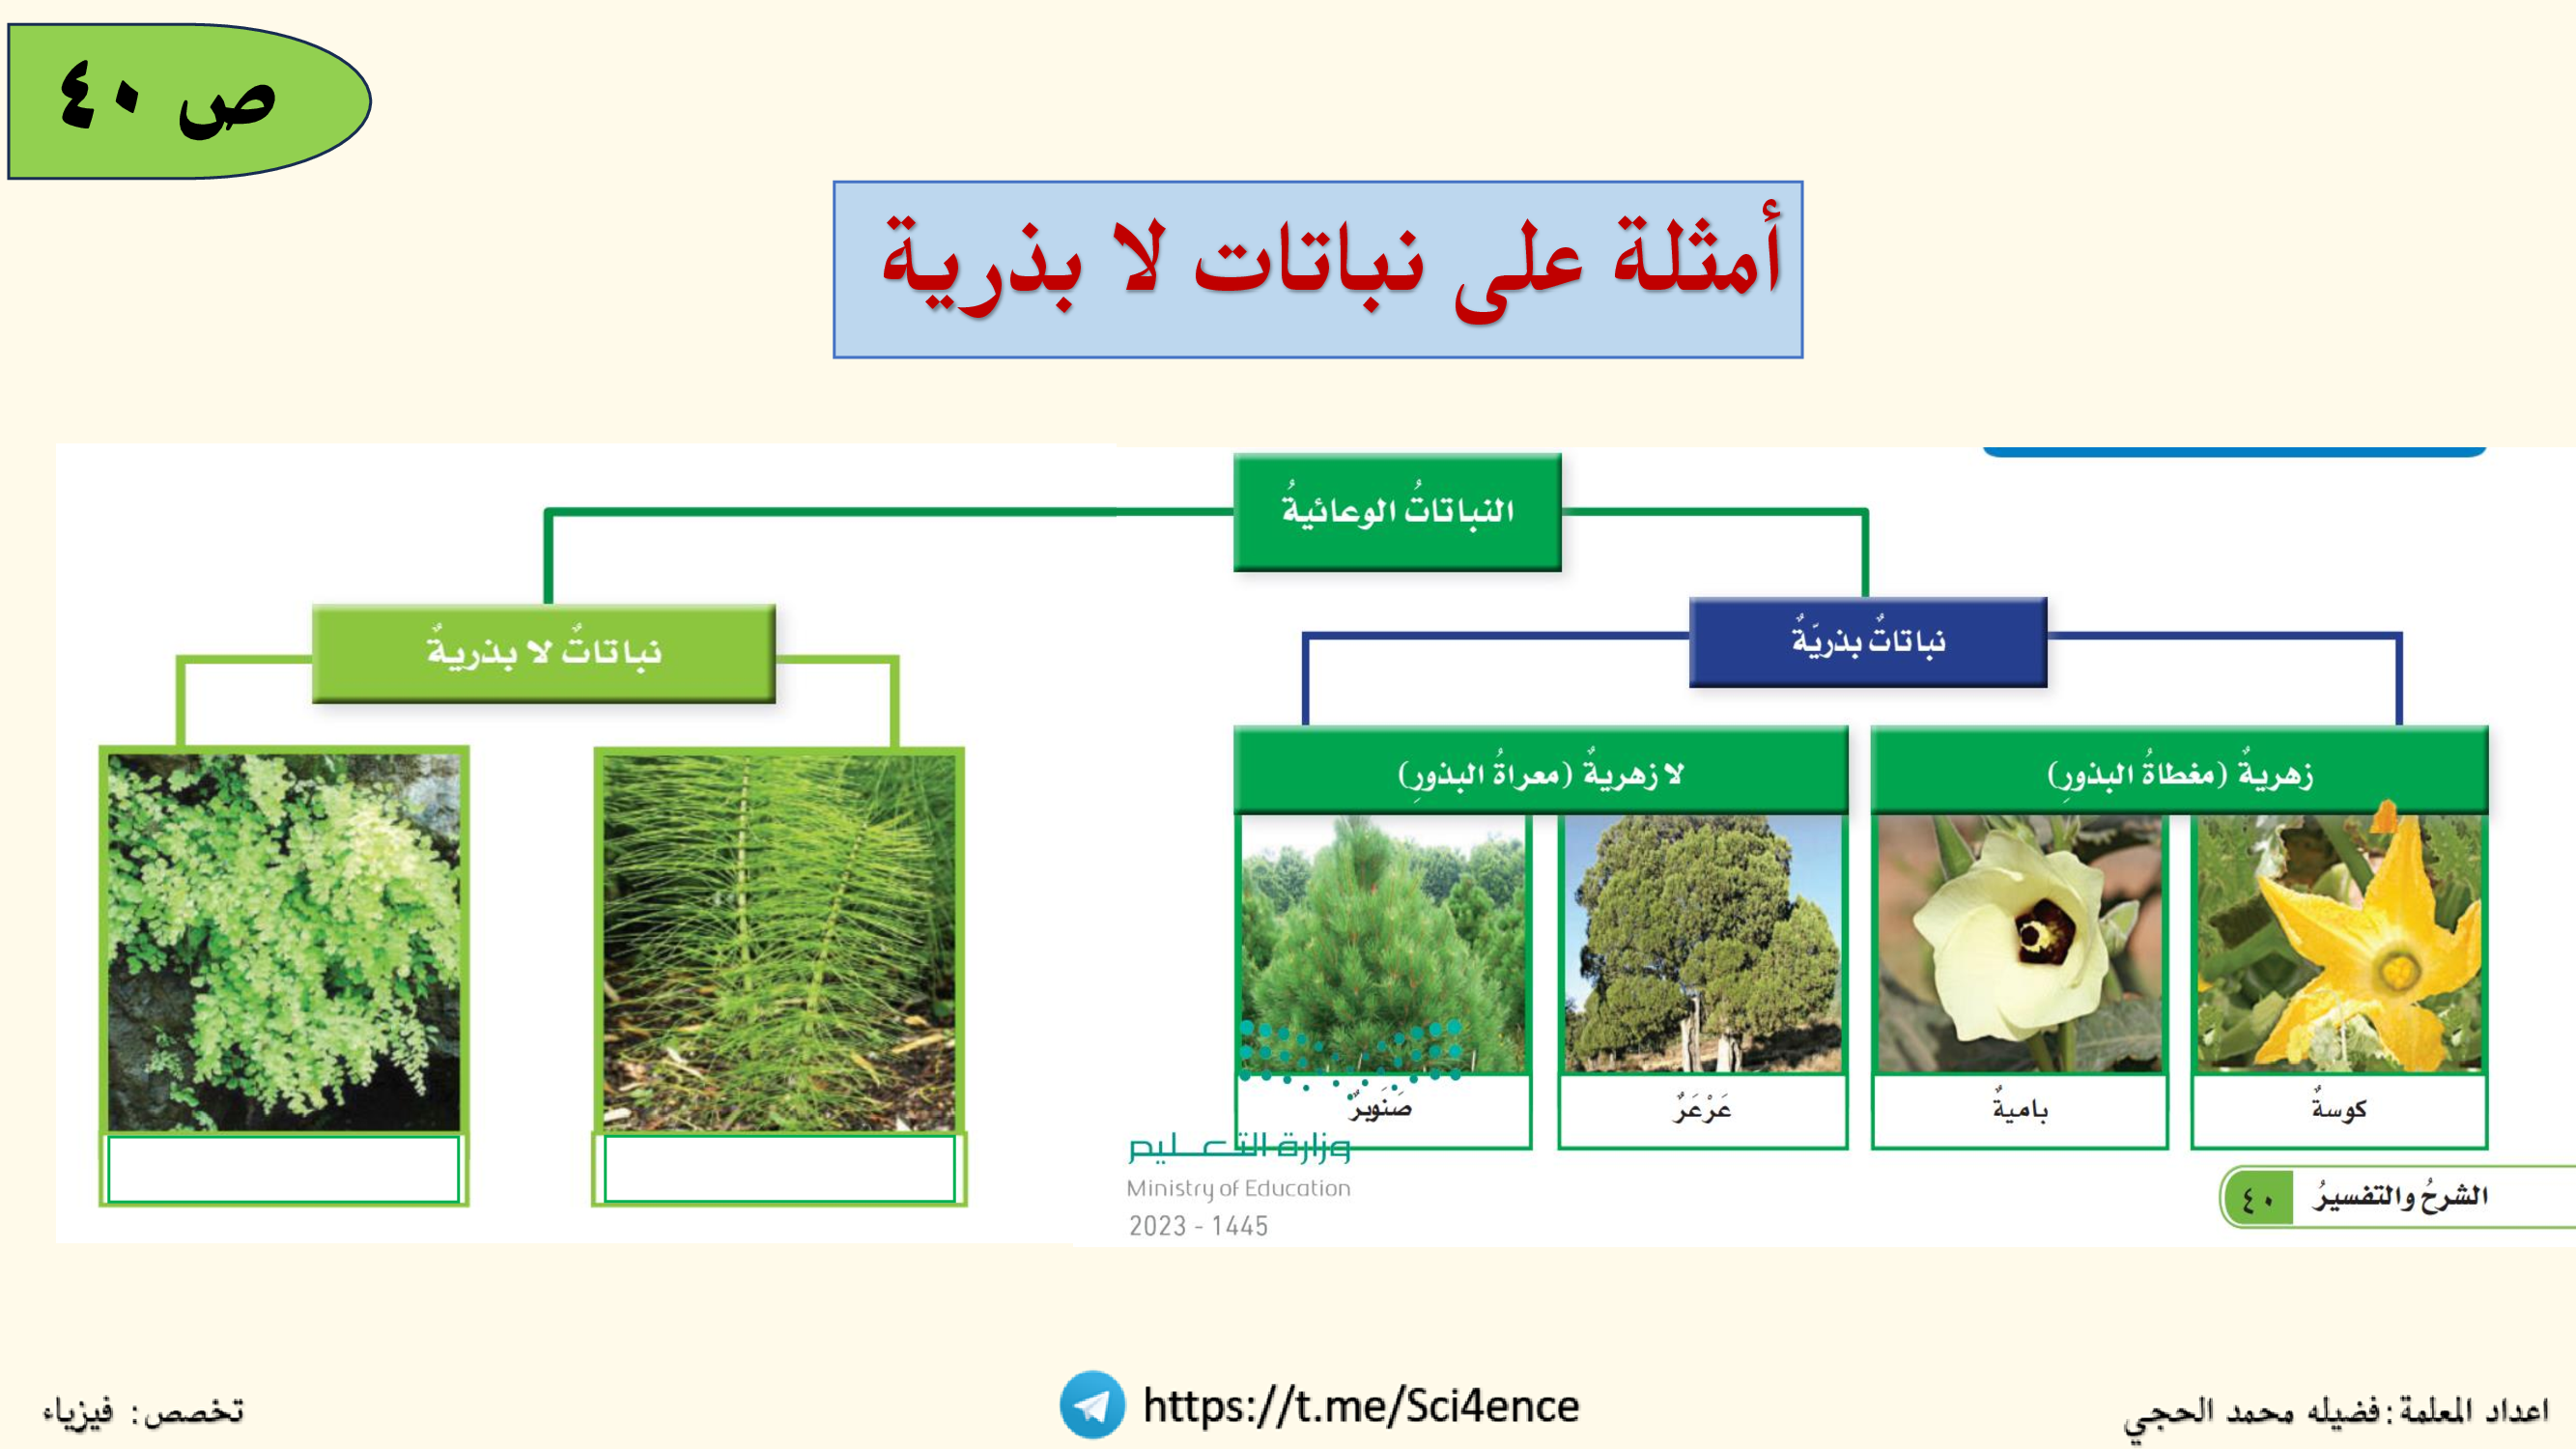 ص ٤٠
أمثلة على نباتات لا بذرية
النباتاتُ الوعائيةُ
نباتاتٌ بذريّةٌ
نباتاتٌ لا بذريةٌ
زهريةٌ (مغطاةُ البذورِ)
لا زهريةٌ (معراةُ البذورِ)
كوسةٌ
باميةٌ
عَرْعَرٌ
صَنَوبرٌ
وزارة التعليم
Ministry of Education
2023 - 1445
الشرحُ والتفسيرُ ٤٠
اعداد المعلمة: فضيله محمد الحجي
https://t.me/Sci4ence
تخصص: فيزياء